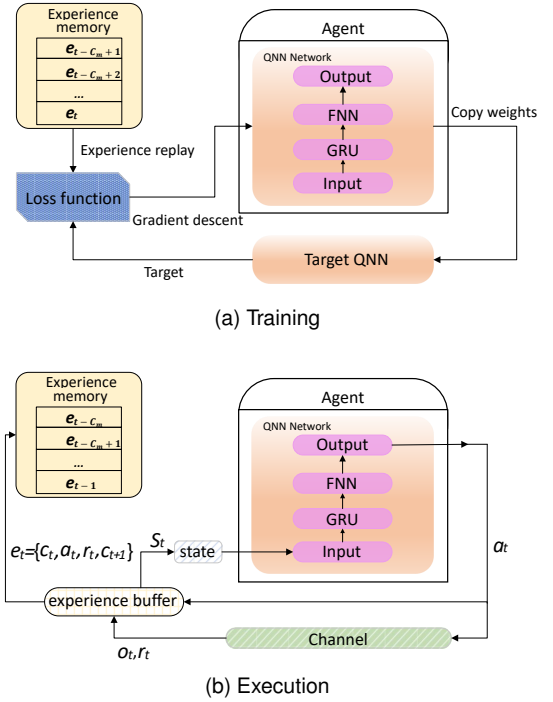 Experience
memory
e_{t-C_m+1}
e_{t-C_m+2}
...
e_t
Experience replay
Loss function
Gradient descent
Agent
QNN Network
Output
FNN
GRU
Input
Copy weights
Target QNN
Target
(a) Training
Experience
memory
e_{t-C_m}
e_{t-C_m+1}
...
e_{t-1}
Agent
QNN Network
Output
FNN
GRU
Input
S_t
state
a_t
e_t={c_t,a_t,r_t,c_{t+1}}
experience buffer
Channel
o_t,r_t
(b) Execution